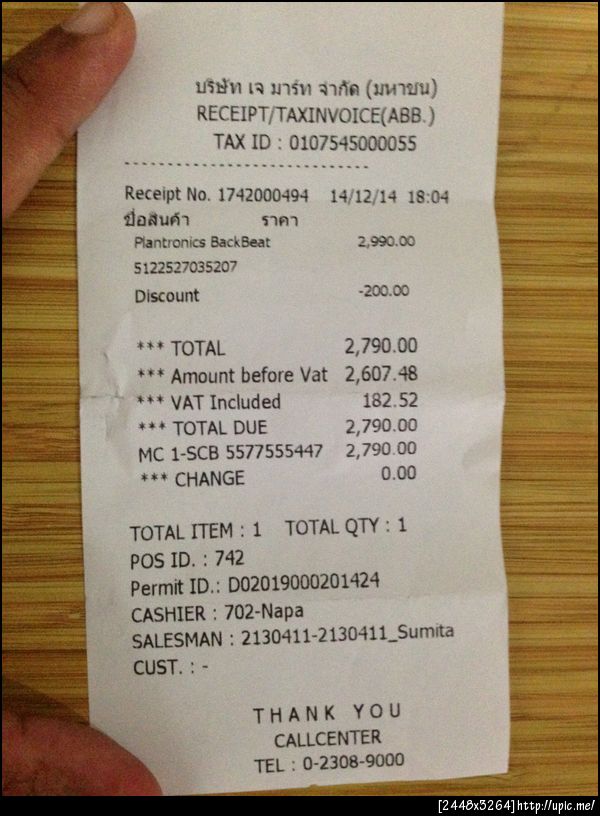 บริษัท เจ มาร์ท จำกัด (มหาชน)
RECEIPT/TAXINVOICE(ABB.)
TAX ID : 0107545000055
-----------------------------
Receipt No. 1742000494 14/12/14 18:04
ชื่อสินค้า ราคา
Plantronics BackBeat 2,990.00
5122527035207
Discount -200.00
*** TOTAL 2,790.00
*** Amount before Vat 2,607.48
*** VAT Included 182.52
*** TOTAL DUE 2,790.00
MC 1-SCB 5577555447 2,790.00
*** CHANGE 0.00
TOTAL ITEM : 1 TOTAL QTY : 1
POS ID. : 742
Permit ID.: D02019000201424
CASHIER : 702-Napa
SALESMAN : 2130411-2130411_Sumita
CUST. : -
THANK YOU
CALLCENTER
TEL : 0-2308-9000
[2448x3264]http://upic.me/